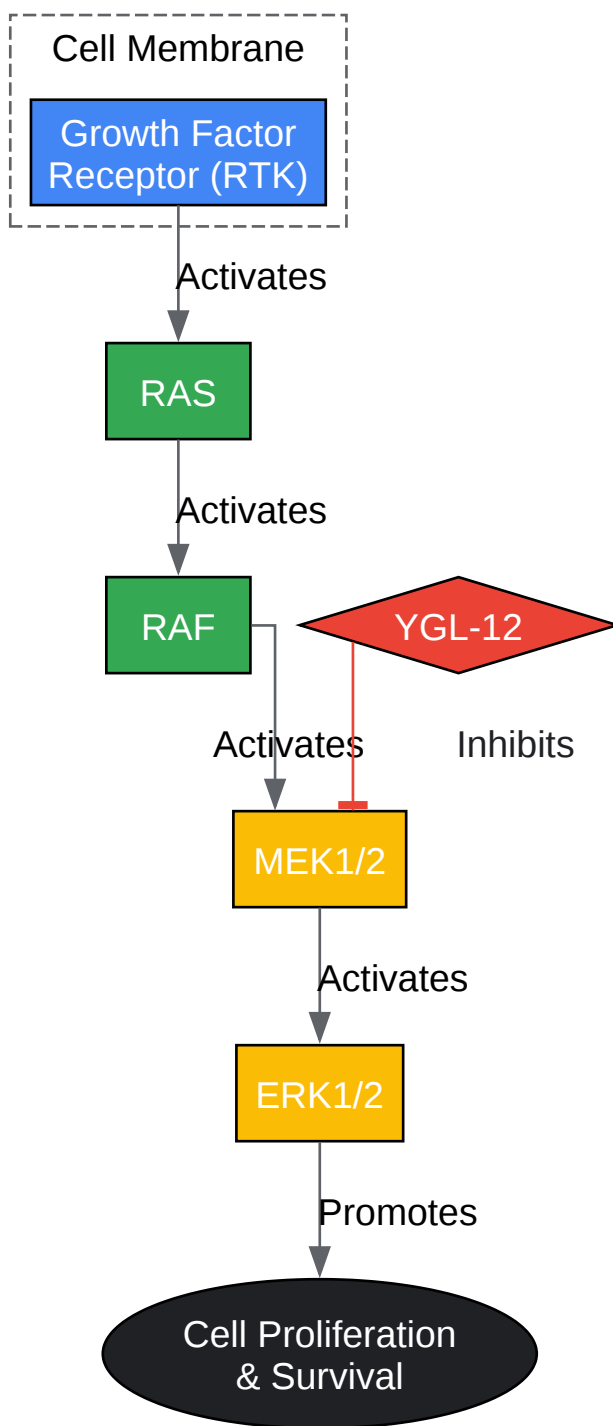 Cell Membrane
Growth Factor
Receptor (RTK)
Activates
RAS
Activates
RAF
YGL-12
Activates
Inhibits
MEK1/2
Activates
ERK1/2
Promotes
Cell Proliferation
& Survival